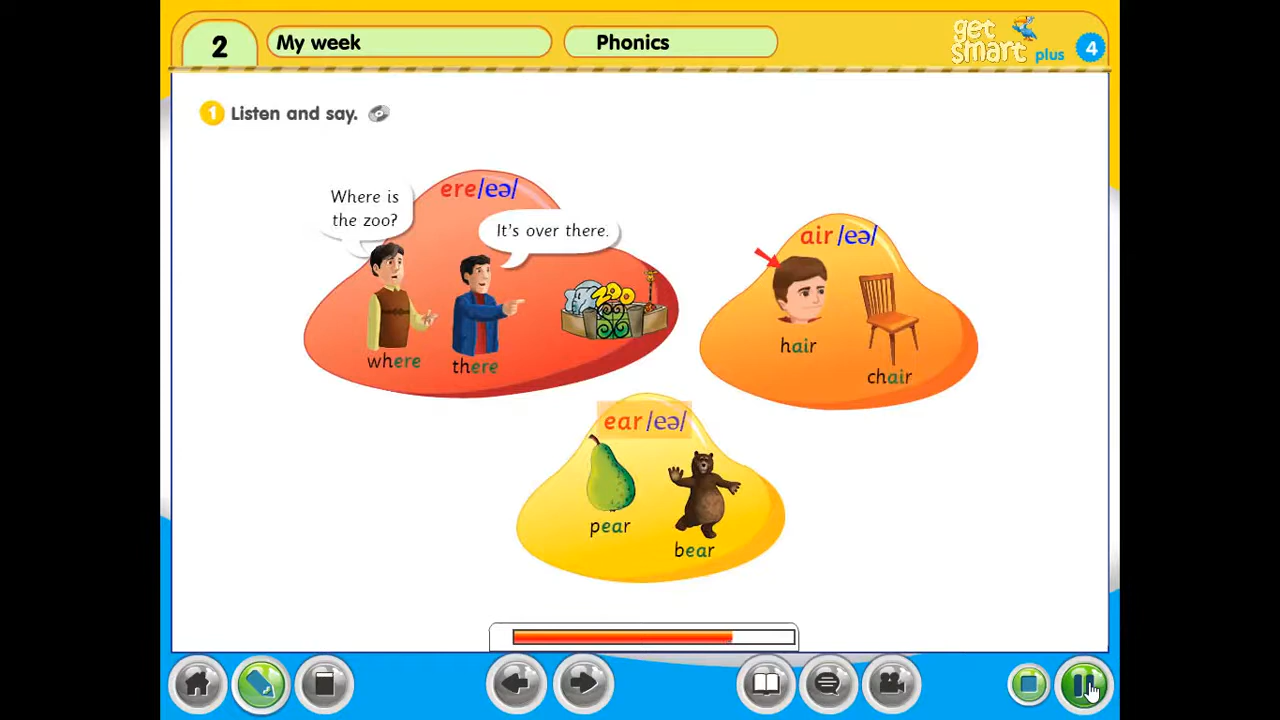 2
My week
Phonics
get
smart
plus
4
1 Listen and say.
ere/eə/
Where is
the zoo?
It's over there.
ZOO
where
there
air/eə/
hair
chair
ear/eə/
pear
bear